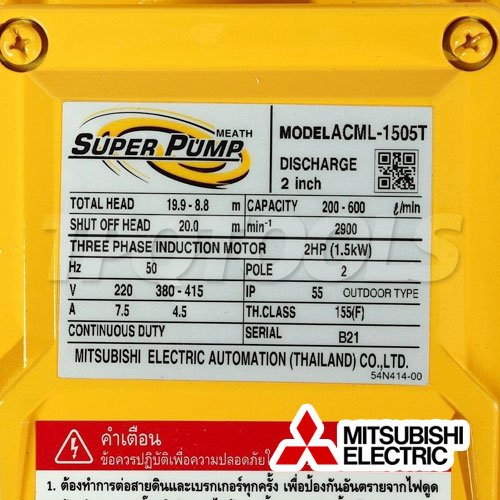 MEATH
SUPER PUMP
MODEL ACML-1505T
DISCHARGE
2 inch
TOTAL HEAD 19.9 - 8.8 m CAPACITY 200 - 600 ℓ/min
SHUT OFF HEAD 20.0 m min⁻¹ 2900
THREE PHASE INDUCTION MOTOR 2HP (1.5kW)
Hz 50 POLE 2
V 220 380 - 415 IP 55 OUTDOOR TYPE
A 7.5 4.5 TH.CLASS 155(F)
CONTINUOUS DUTY SERIAL B21
MITSUBISHI ELECTRIC AUTOMATION (THAILAND) CO.,LTD.
54N414-00
คำเตือน
ข้อควรปฏิบัติเพื่อความปลอดภัย
MITSUBISHI
ELECTRIC
1. ต้องทำการต่อสายดินและเบรกเกอร์ทุกครั้ง เพื่อป้องกันอันตรายจากไฟดูด